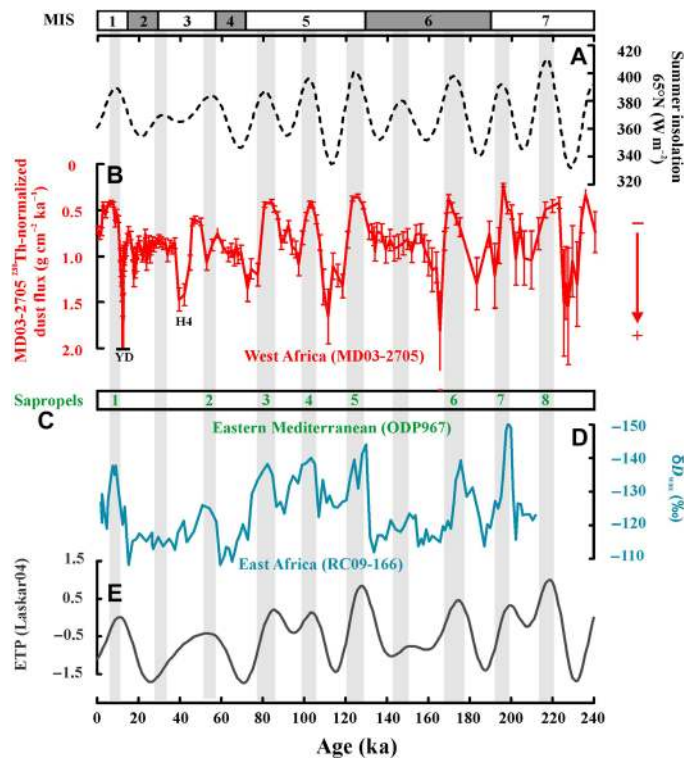 MIS 1 2 3 4 5 6 7
A
420
400
380
360
340
320
Summer insolation
65°N (W m⁻²)
B
0
0.5
1.0
1.5
2.0
MD03-2705 ²³⁰Th-normalized
dust flux (g cm⁻² ka⁻¹)
YD
H4
West Africa (MD03-2705)
−
+
Sapropels 1 2 3 4 5 6 7 8
C
Eastern Mediterranean (ODP967)
D
−150
−140
−130
−120
−110
δD wax (‰)
East Africa (RC09-166)
E
1.5
0.5
−0.5
−1.5
ETP (Laskar04)
0 20 40 60 80 100 120 140 160 180 200 220 240
Age (ka)